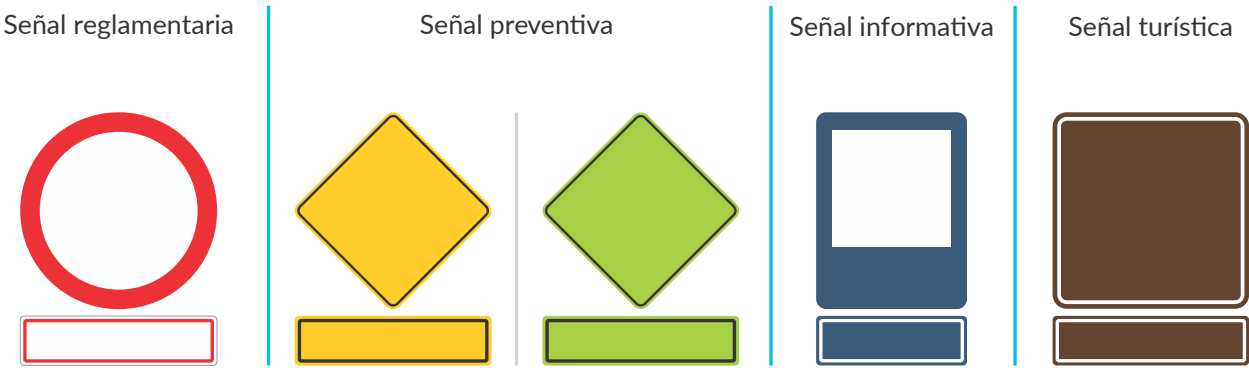 Señal reglamentaria
Señal preventiva
Señal informativa
Señal turística